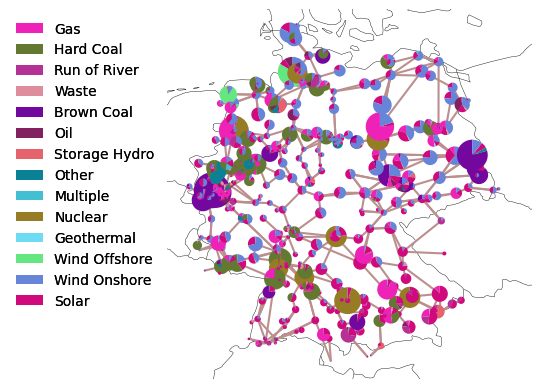 Gas
Hard Coal
Run of River
Waste
Brown Coal
Oil
Storage Hydro
Other
Multiple
Nuclear
Geothermal
Wind Offshore
Wind Onshore
Solar